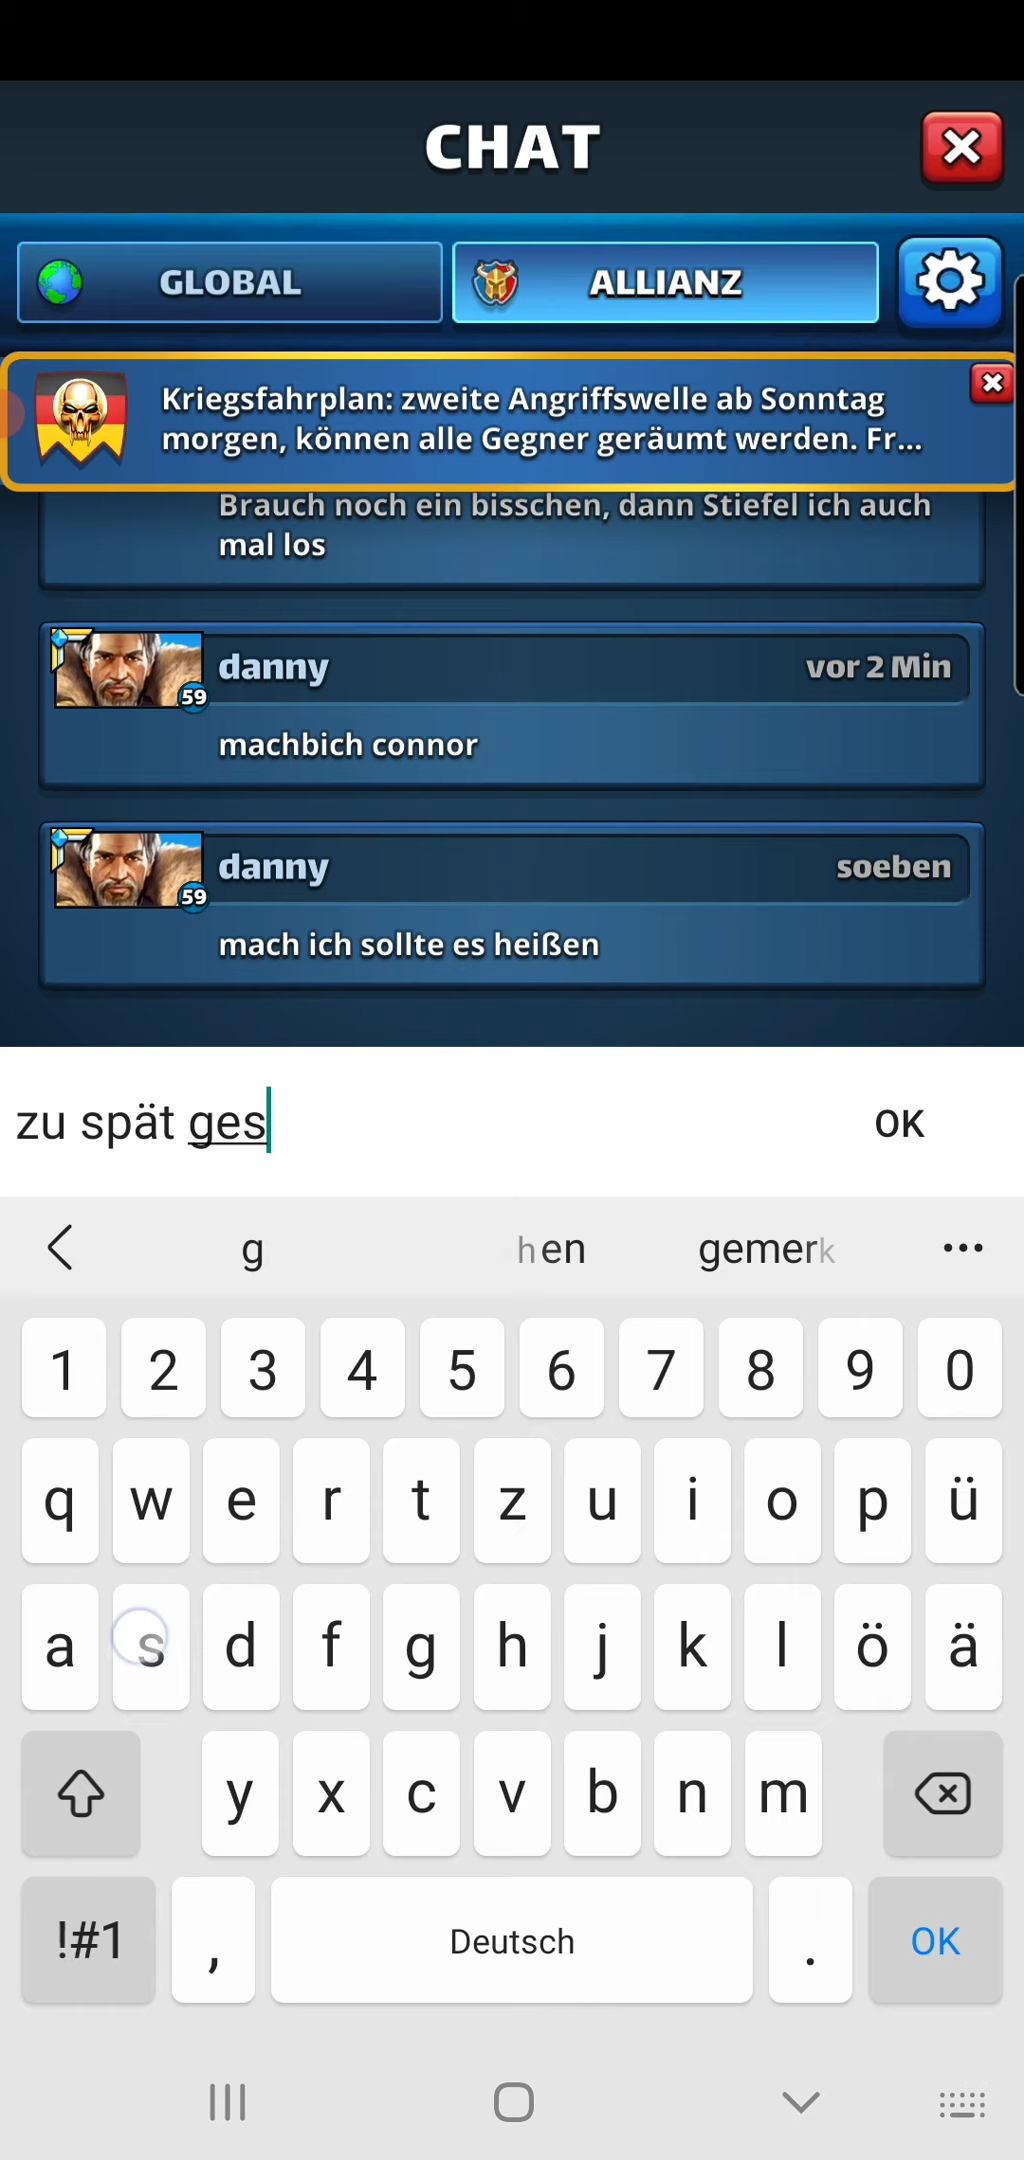 CHAT
GLOBAL
ALLIANZ
Kriegsfahrplan: zweite Angriffswelle ab Sonntag
morgen, können alle Gegner geräumt werden. Fr...
Brauch noch ein bisschen, dann Stiefel ich auch
mal los
danny
vor 2 Min
59
machbich connor
danny
soeben
59
mach ich sollte es heißen
zu spät ges
OK
g
hen
gemerk
1 2 3 4 5 6 7 8 9 0
q w e r t z u i o p ü
a s d f g h j k l ö ä
y x c v b n m
!#1 , Deutsch . OK